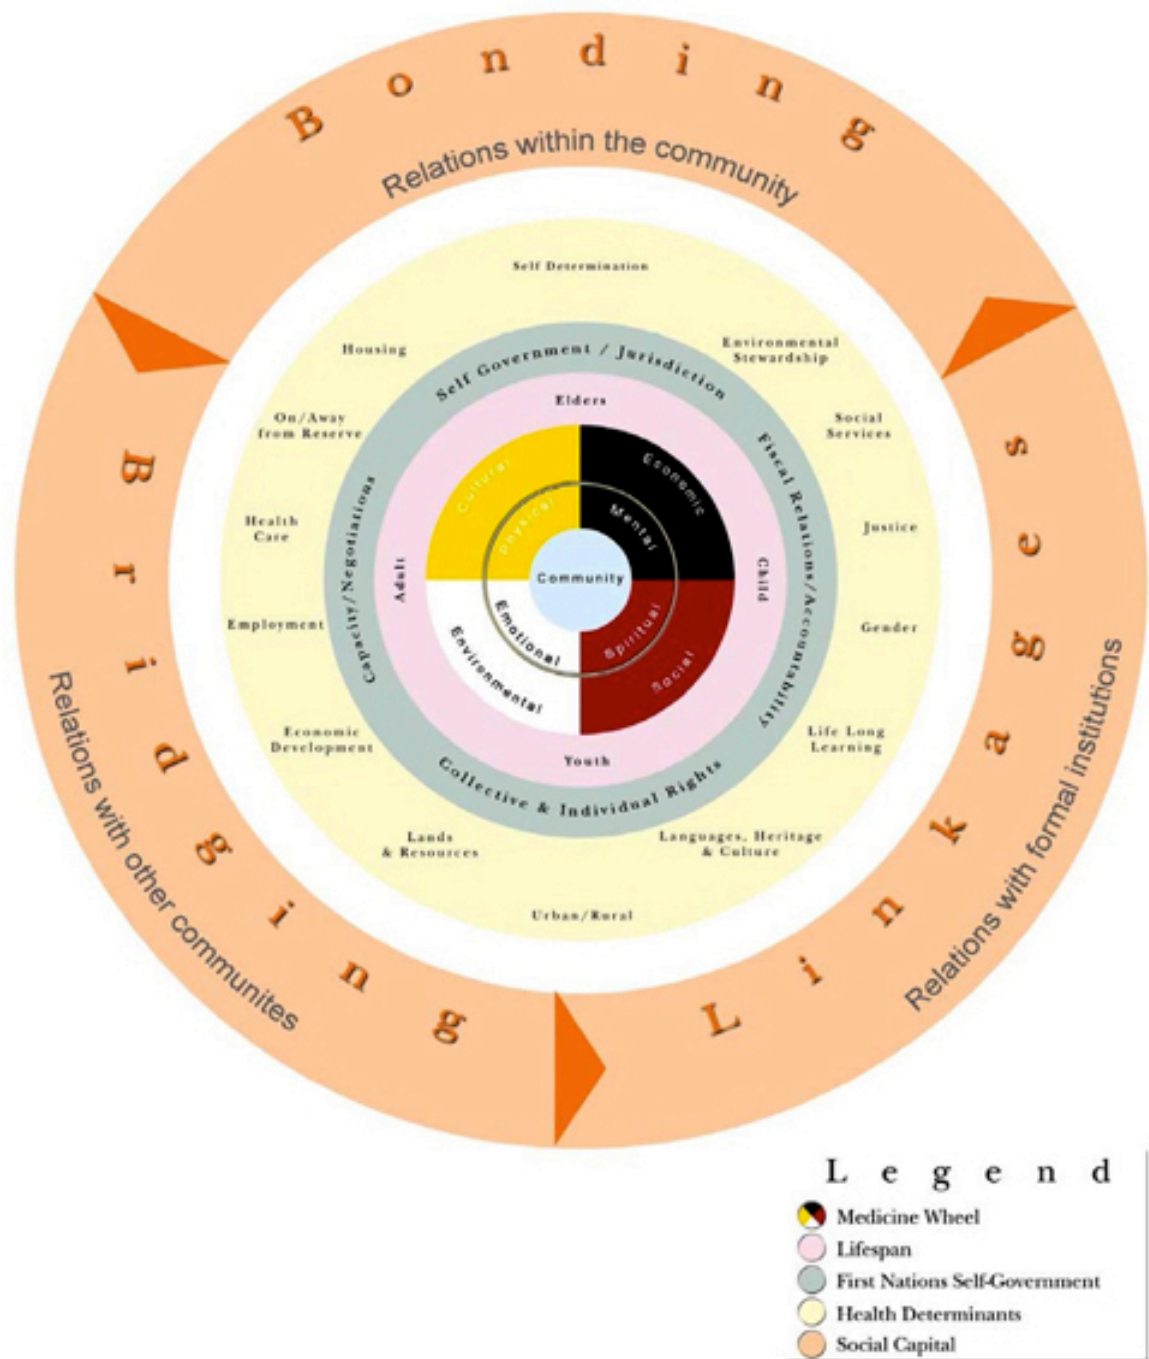 Bonding
Relations within the community
Self Determination
Housing
Environmental
Stewardship
On/Away
from Reserve
Social
Services
Health
Care
Justice
Employment
Gender
Economic
Development
Life Long
Learning
Lands
& Resources
Languages, Heritage
& Culture
Urban/Rural
Self Government / Jurisdiction
Fiscal Relations/Accountability
Collective & Individual Rights
Capacity/Negotiations
Elders
Child
Youth
Adult
Cultural
Economic
Physical
Mental
Community
Emotional
Spiritual
Environmental
Social
Bridging
Relations with other communites
Linkages
Relations with formal institutions
Legend
Medicine Wheel
Lifespan
First Nations Self-Government
Health Determinants
Social Capital